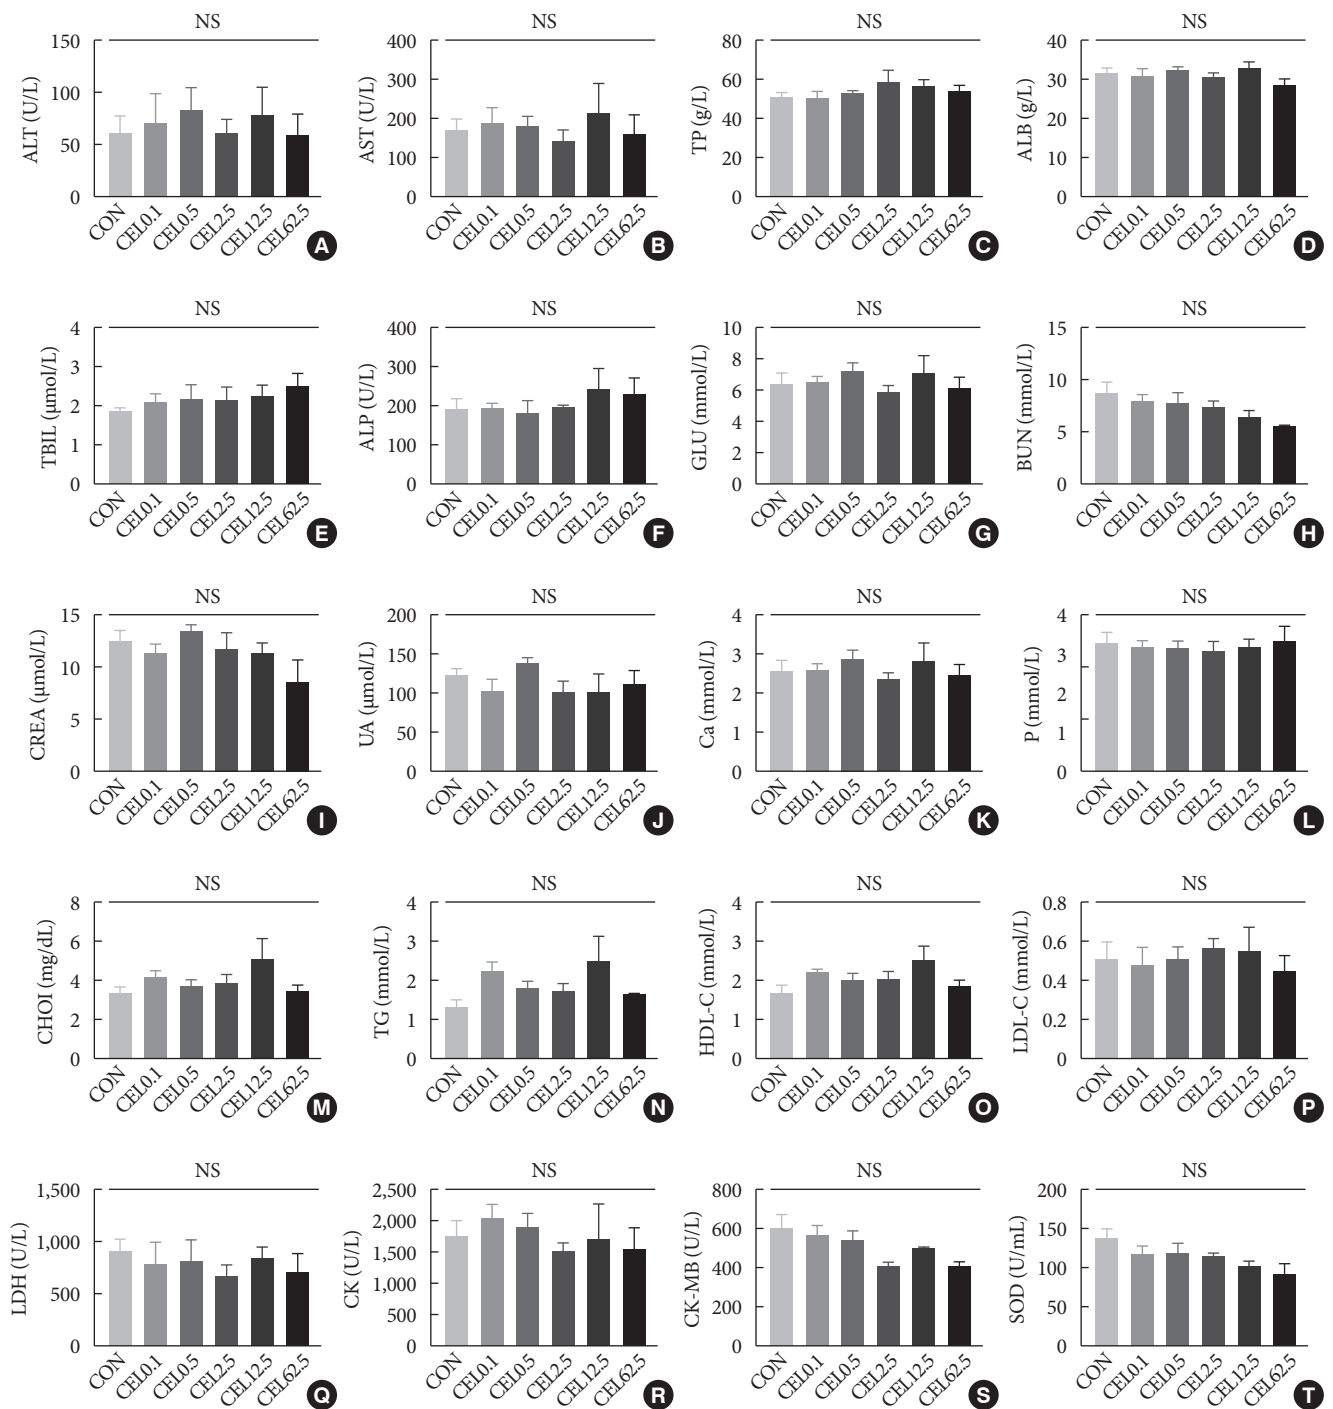 NS
150
100
50
0
ALT (U/L)
CON
CEL0.1
CEL0.5
CEL2.5
CEL12.5
CEL62.5
A
NS
400
300
200
100
0
AST (U/L)
CON
CEL0.1
CEL0.5
CEL2.5
CEL12.5
CEL62.5
B
NS
80
60
40
20
0
TP (g/L)
CON
CEL0.1
CEL0.5
CEL2.5
CEL12.5
CEL62.5
C
NS
40
30
20
10
0
ALB (g/L)
CON
CEL0.1
CEL0.5
CEL2.5
CEL12.5
CEL62.5
D
NS
4
3
2
1
0
TBIL (μmol/L)
CON
CEL0.1
CEL0.5
CEL2.5
CEL12.5
CEL62.5
E
NS
400
300
200
100
0
ALP (U/L)
CON
CEL0.1
CEL0.5
CEL2.5
CEL12.5
CEL62.5
F
NS
10
8
6
4
2
0
GLU (mmol/L)
CON
CEL0.1
CEL0.5
CEL2.5
CEL12.5
CEL62.5
G
NS
15
10
5
0
BUN (mmol/L)
CON
CEL0.1
CEL0.5
CEL2.5
CEL12.5
CEL62.5
H
NS
15
10
5
0
CREA (μmol/L)
CON
CEL0.1
CEL0.5
CEL2.5
CEL12.5
CEL62.5
I
NS
200
150
100
50
0
UA (μmol/L)
CON
CEL0.1
CEL0.5
CEL2.5
CEL12.5
CEL62.5
J
NS
4
3
2
1
0
Ca (mmol/L)
CON
CEL0.1
CEL0.5
CEL2.5
CEL12.5
CEL62.5
K
NS
4
3
2
1
0
P (mmol/L)
CON
CEL0.1
CEL0.5
CEL2.5
CEL12.5
CEL62.5
L
NS
8
6
4
2
0
CHOI (mg/dL)
CON
CEL0.1
CEL0.5
CEL2.5
CEL12.5
CEL62.5
M
NS
4
3
2
1
0
TG (mmol/L)
CON
CEL0.1
CEL0.5
CEL2.5
CEL12.5
CEL62.5
N
NS
4
3
2
1
0
HDL-C (mmol/L)
CON
CEL0.1
CEL0.5
CEL2.5
CEL12.5
CEL62.5
O
NS
0.8
0.6
0.4
0.2
0
LDL-C (mmol/L)
CON
CEL0.1
CEL0.5
CEL2.5
CEL12.5
CEL62.5
P
NS
1,500
1,000
500
0
LDH (U/L)
CON
CEL0.1
CEL0.5
CEL2.5
CEL12.5
CEL62.5
Q
NS
2,500
2,000
1,500
1,000
500
0
CK (U/L)
CON
CEL0.1
CEL0.5
CEL2.5
CEL12.5
CEL62.5
R
NS
800
600
400
200
0
CK-MB (U/L)
CON
CEL0.1
CEL0.5
CEL2.5
CEL12.5
CEL62.5
S
NS
200
150
100
50
0
SOD (U/mL)
CON
CEL0.1
CEL0.5
CEL2.5
CEL12.5
CEL62.5
T